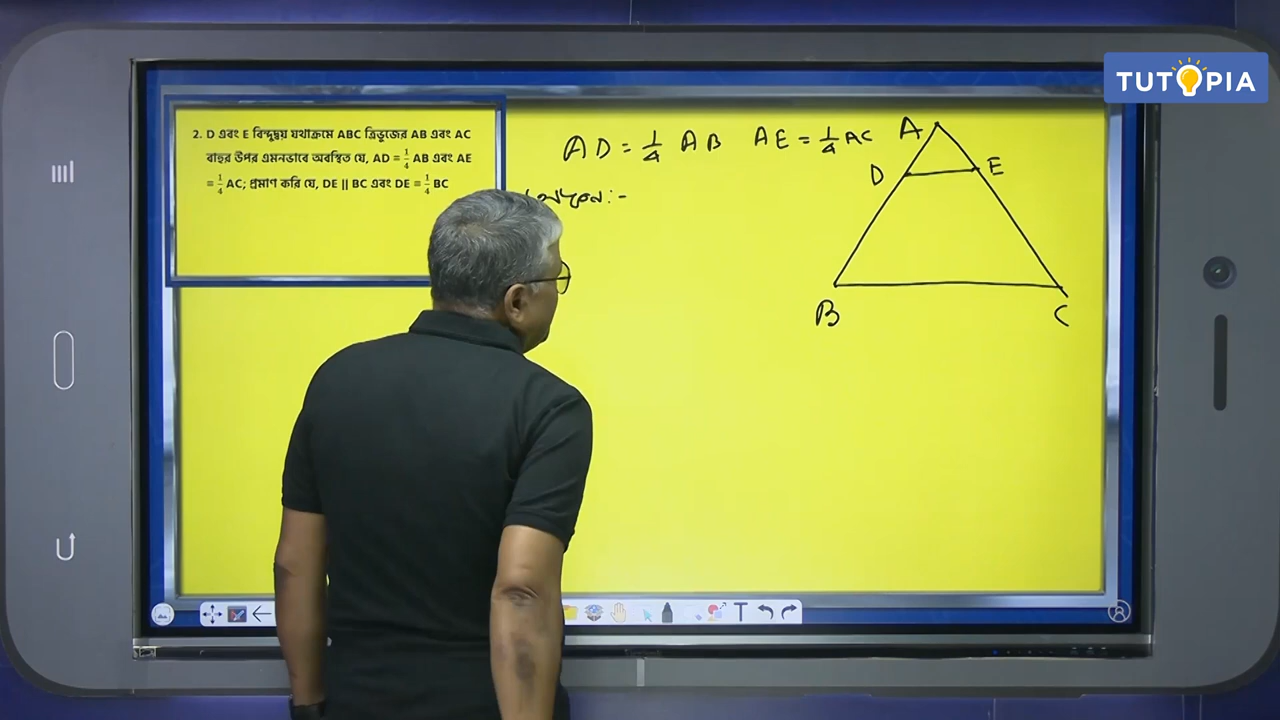 TUTOPIA
2. D এবং E বিন্দুদ্বয় যথাক্রমে ABC ত্রিভুজের AB এবং AC
বাহুর উপর এমনভাবে অবস্থিত যে, AD = 1/4 AB এবং AE
= 1/4 AC; প্রমাণ করি যে, DE || BC এবং DE = 1/4 BC
AD = 1/4 AB AE = 1/4 AC
A
D
E
B
C
T